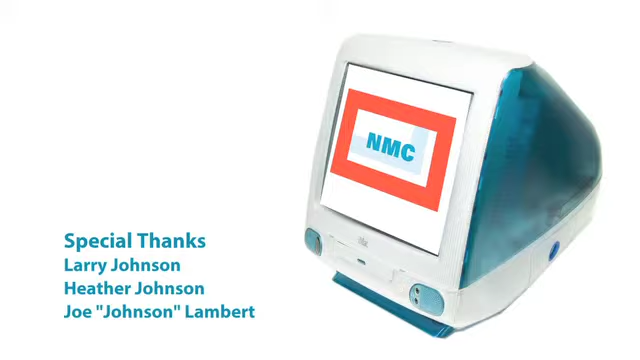 NMC
Special Thanks
Larry Johnson
Heather Johnson
Joe "Johnson" Lambert